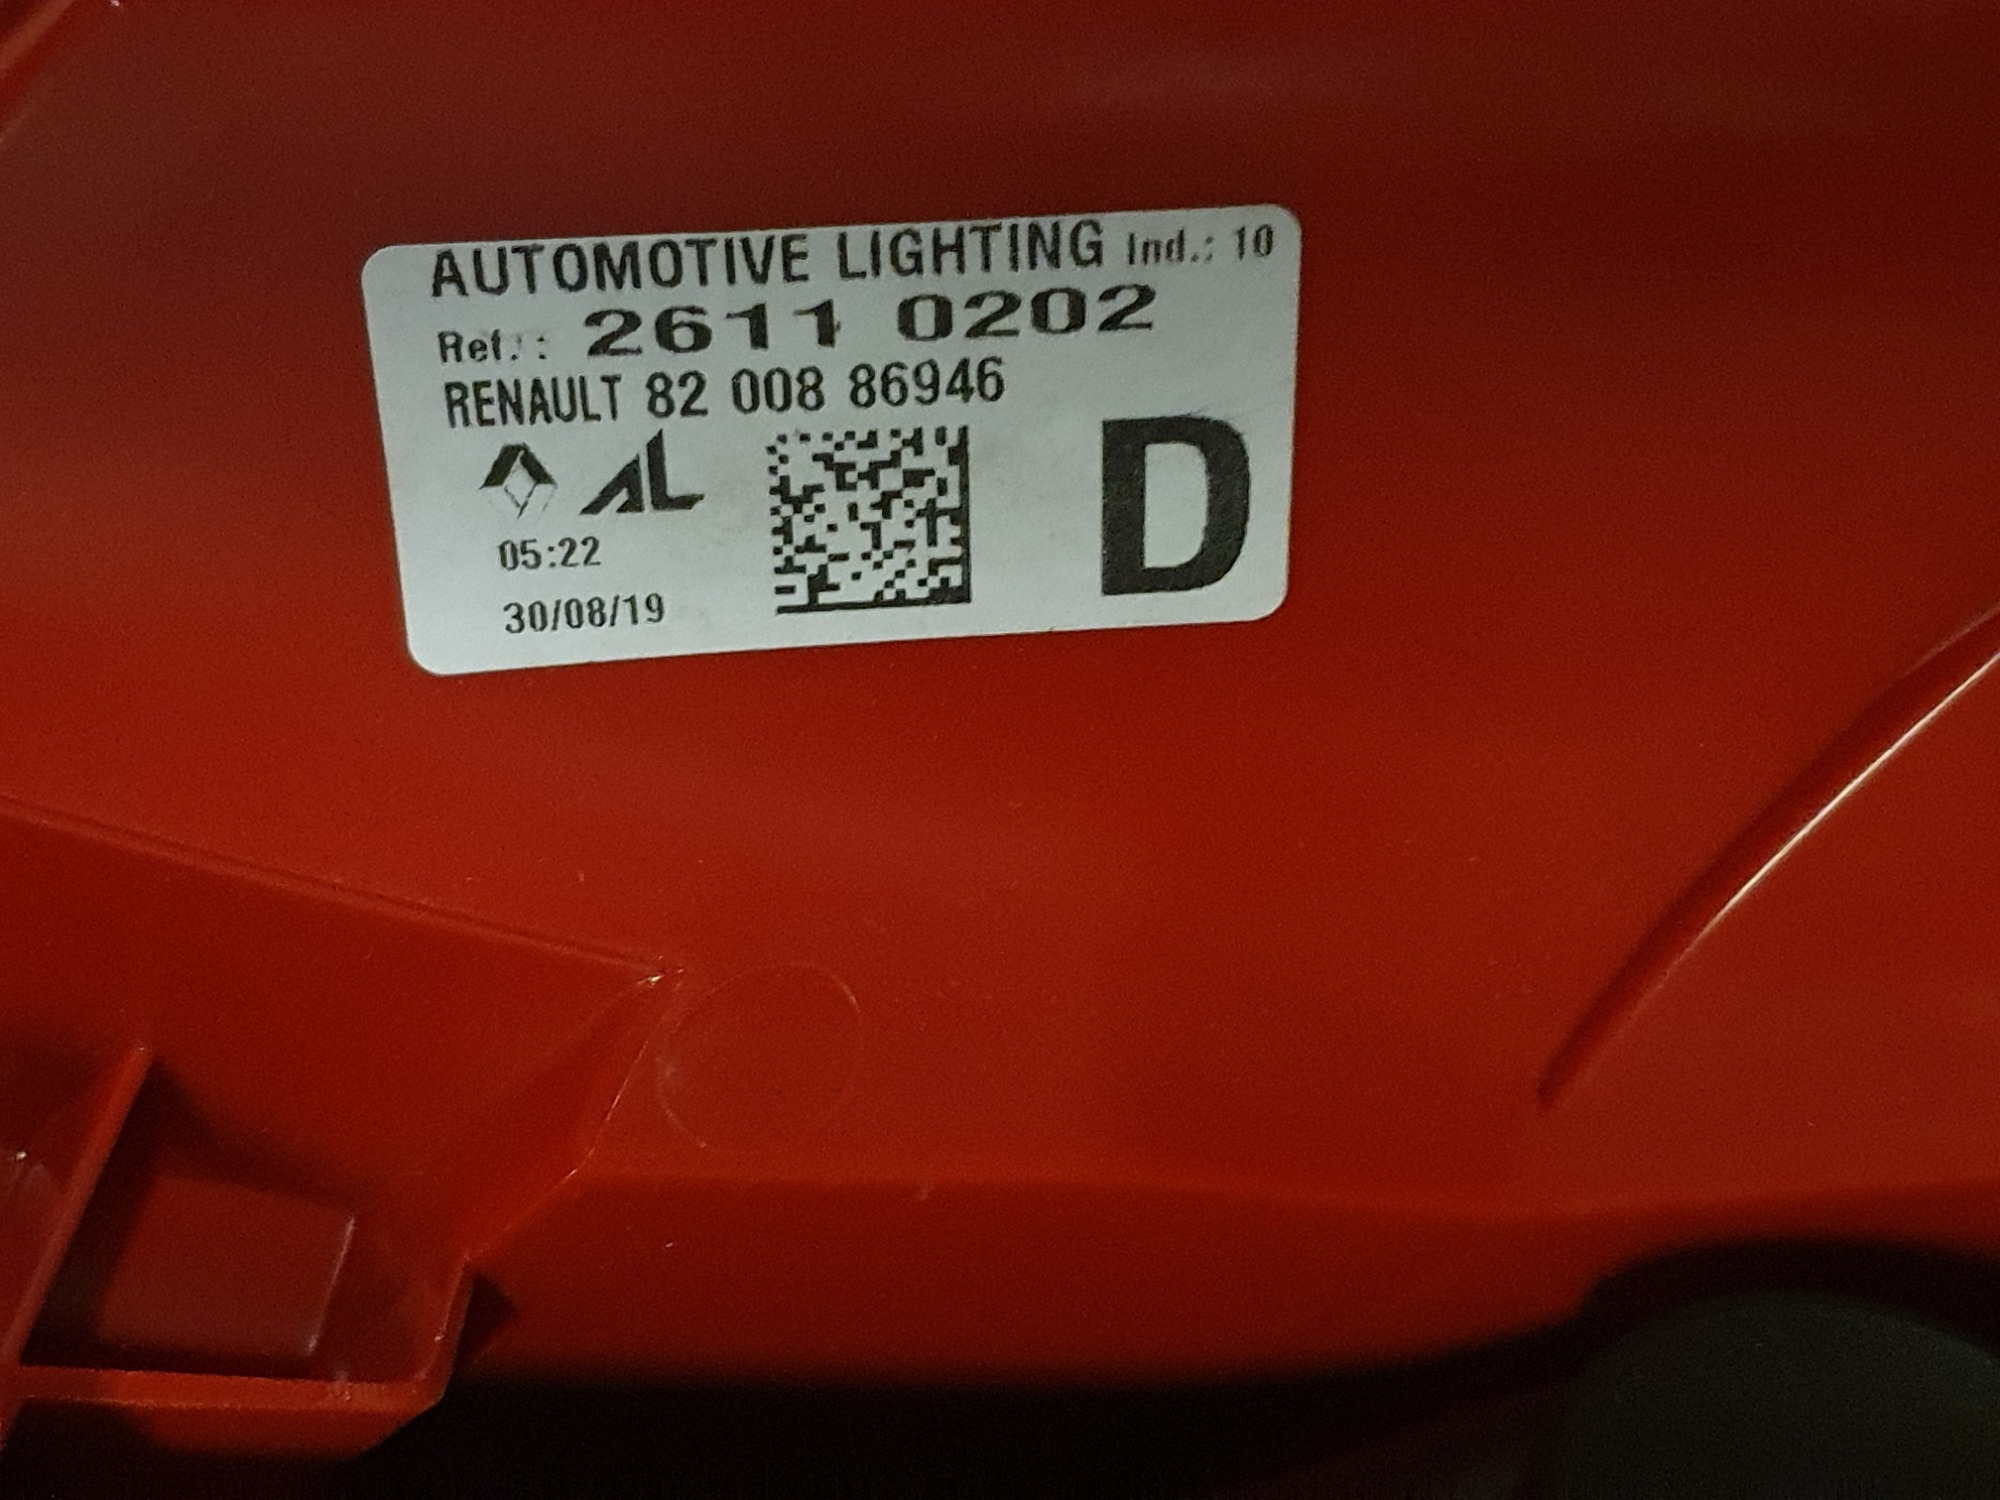 AUTOMOTIVE LIGHTING Ind.: 10
Ref.: 2611 0202
RENAULT 82 008 86946
AL
D
05:22
30/08/19